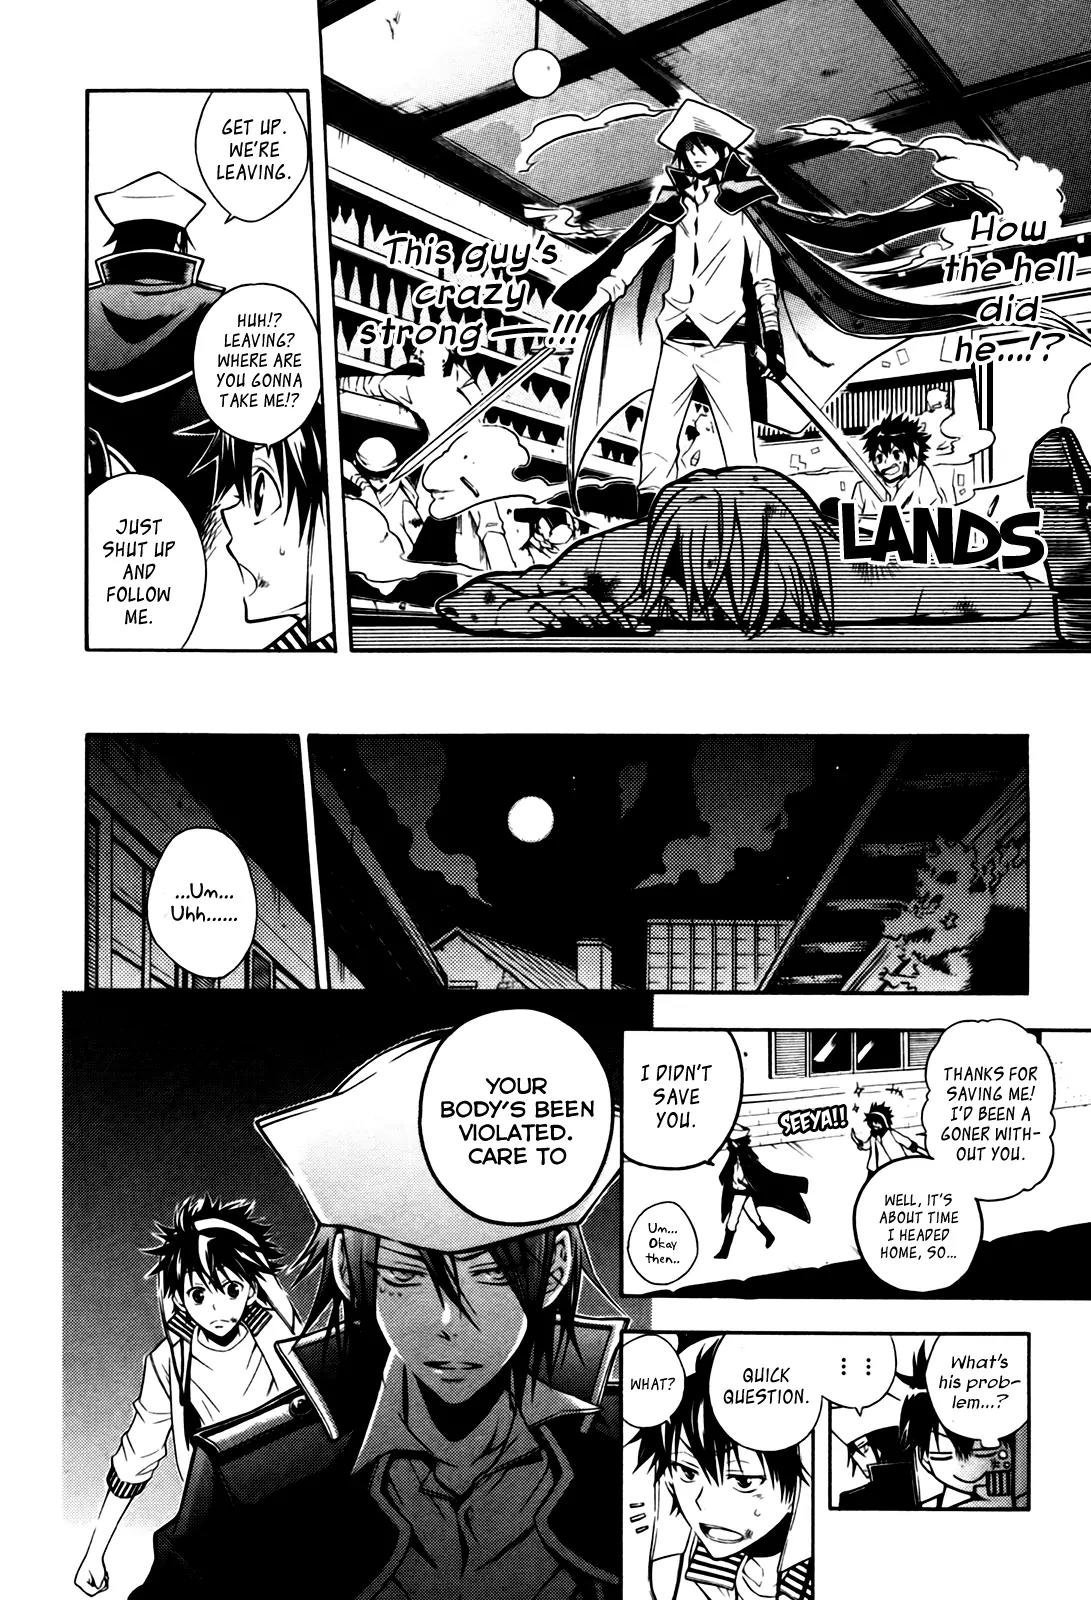 How
the hell
did
he...!?
This guy's
crazy
strong —!!!
LANDS
GET UP.
WE'RE
LEAVING.
HUH!?
LEAVING?
WHERE ARE
YOU GONNA
TAKE ME!?
JUST
SHUT UP
AND
FOLLOW
ME.
...Um...
Uhh......
THANKS FOR
SAVING ME!
I'D BEEN A
GONER WITH-
OUT YOU.
WELL, IT'S
ABOUT TIME
I HEADED
HOME, SO...
SEEYA!!
I DIDN'T
SAVE
YOU.
Um...
Okay
then..
What's
his prob-
lem...?
...
...
QUICK
QUESTION.
WHAT?
YOUR
BODY'S BEEN
VIOLATED.
CARE TO